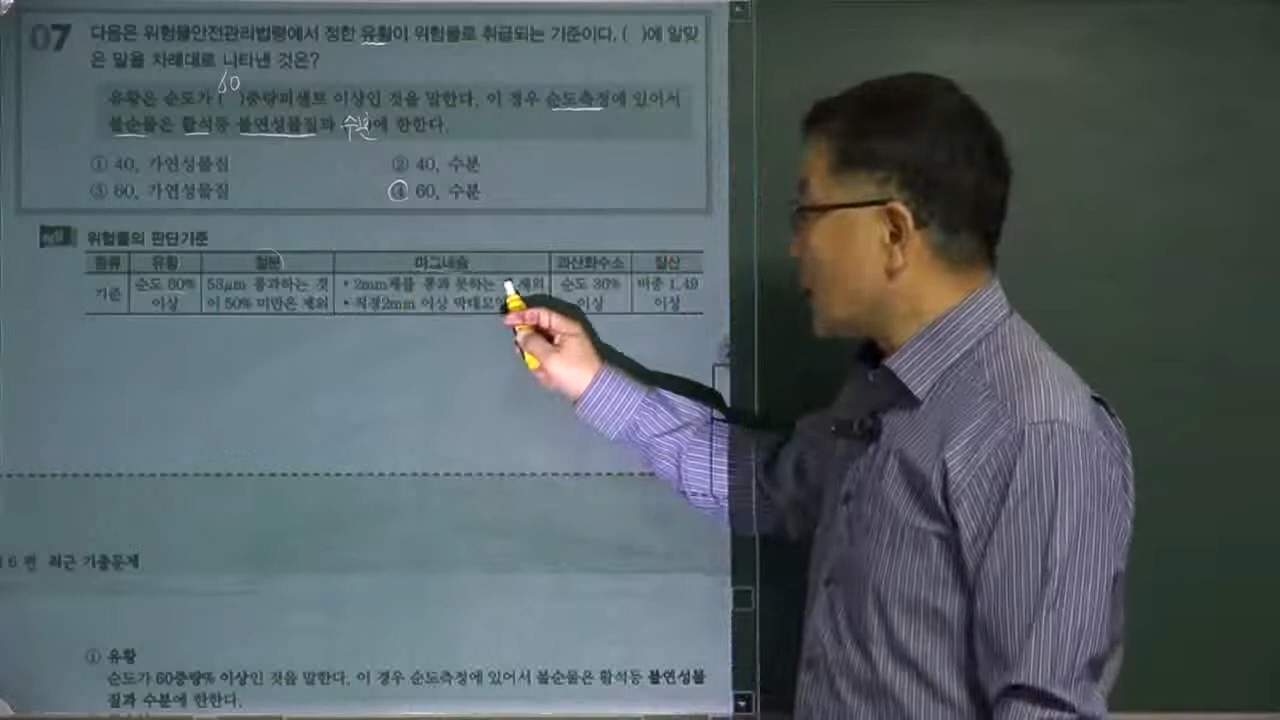 07 다음은 위험물안전관리법령에서 정한 유황이 위험물로 취급되는 기준이다. ( )에 알맞
은 말을 차례대로 나타낸 것은?
60
유황은 순도가 ( )중량퍼센트 이상인 것을 말한다. 이 경우 순도측정에 있어서
불순물은 활석등 불연성물질과 수분에 한한다.
① 40, 가연성물질 ② 40, 수분
③ 60, 가연성물질 ④ 60, 수분
위험물의 판단기준
종류 유황 철분 마그네슘 과산화수소 질산
기준 순도 60% 53μm 통과하는 것 • 2mm체를 통과 못하는 제외 순도 36% 비중 1.49
이상 이 50% 미만은 제외 • 직경2mm 이상 막대모양 이상 이상
16편 최근 기출문제
① 유황
순도가 60중량% 이상인 것을 말한다. 이 경우 순도측정에 있어서 불순물은 활석등 불연성물
질과 수분에 한한다.